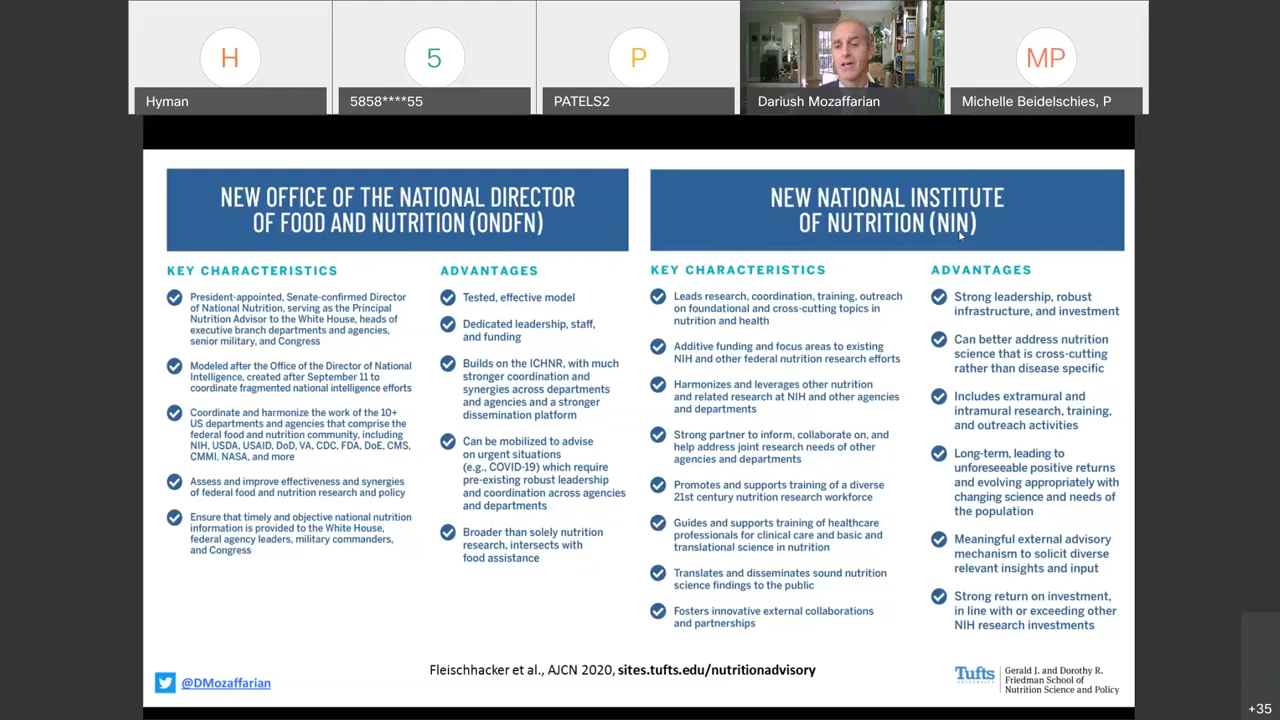 H
5
P
MP
Hyman
5858****55
PATELS2
Dariush Mozaffarian
Michelle Beidelschies, P
NEW OFFICE OF THE NATIONAL DIRECTOR
OF FOOD AND NUTRITION (ONDFN)
KEY CHARACTERISTICS
President-appointed, Senate-confirmed Director
of National Nutrition, serving as the Principal
Nutrition Advisor to the White House, heads of
executive branch departments and agencies,
senior military, and Congress
Modeled after the Office of the Director of National
Intelligence, created after September 11 to
coordinate fragmented national intelligence efforts
Coordinate and harmonize the work of the 10+
US departments and agencies that comprise the
federal food and nutrition community, including
NIH, USDA, USAID, DoD, VA, CDC, FDA, DoE, CMS,
CMMI, NASA, and more
Assess and improve effectiveness and synergies
of federal food and nutrition research and policy
Ensure that timely and objective national nutrition
information is provided to the White House,
federal agency leaders, military commanders,
and Congress
ADVANTAGES
Tested, effective model
Dedicated leadership, staff,
and funding
Builds on the ICHNR, with much
stronger coordination and
synergies across departments
and agencies and a stronger
dissemination platform
Can be mobilized to advise
on urgent situations
(e.g., COVID-19) which require
pre-existing robust leadership
and coordination across agencies
and departments
Broader than solely nutrition
research, intersects with
food assistance
NEW NATIONAL INSTITUTE
OF NUTRITION (NIN)
KEY CHARACTERISTICS
Leads research, coordination, training, outreach
on foundational and cross-cutting topics in
nutrition and health
Additive funding and focus areas to existing
NIH and other federal nutrition research efforts
Harmonizes and leverages other nutrition
and related research at NIH and other agencies
and departments
Strong partner to inform, collaborate on, and
help address joint research needs of other
agencies and departments
Promotes and supports training of a diverse
21st century nutrition research workforce
Guides and supports training of healthcare
professionals for clinical care and basic and
translational science in nutrition
Translates and disseminates sound nutrition
science findings to the public
Fosters innovative external collaborations
and partnerships
ADVANTAGES
Strong leadership, robust
infrastructure, and investment
Can better address nutrition
science that is cross-cutting
rather than disease specific
Includes extramural and
intramural research, training,
and outreach activities
Long-term, leading to
unforeseeable positive returns
and evolving appropriately with
changing science and needs of
the population
Meaningful external advisory
mechanism to solicit diverse
relevant insights and input
Strong return on investment,
in line with or exceeding other
NIH research investments
@DMozaffarian
Fleischhacker et al., AJCN 2020, sites.tufts.edu/nutritionadvisory
Tufts
UNIVERSITY
Gerald J. and Dorothy R.
Friedman School of
Nutrition Science and Policy
+35